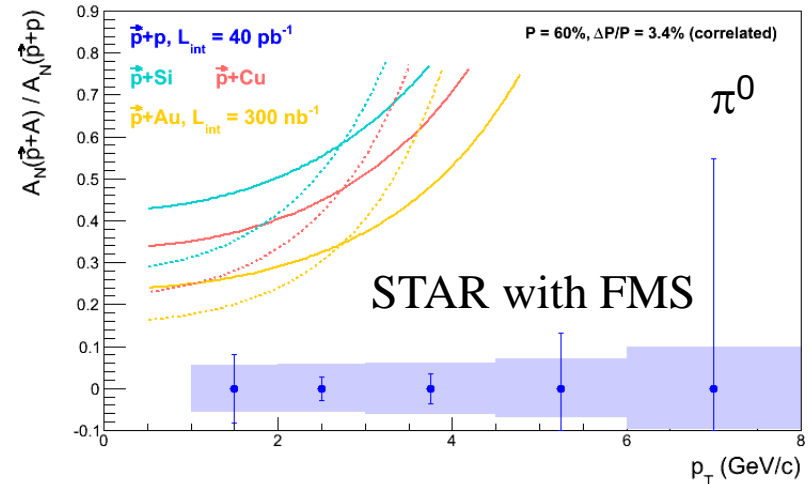 A_N(p↑+A) / A_N(p↑+p)
0.9
0.8
0.7
0.6
0.5
0.4
0.3
0.2
0.1
0
-0.1
p⃗+p, L_int = 40 pb⁻¹
p⃗+Si p⃗+Cu
p⃗+Au, L_int = 300 nb⁻¹
P = 60%, ΔP/P = 3.4% (correlated)
π⁰
STAR with FMS
0 2 4 6 8
p_T (GeV/c)